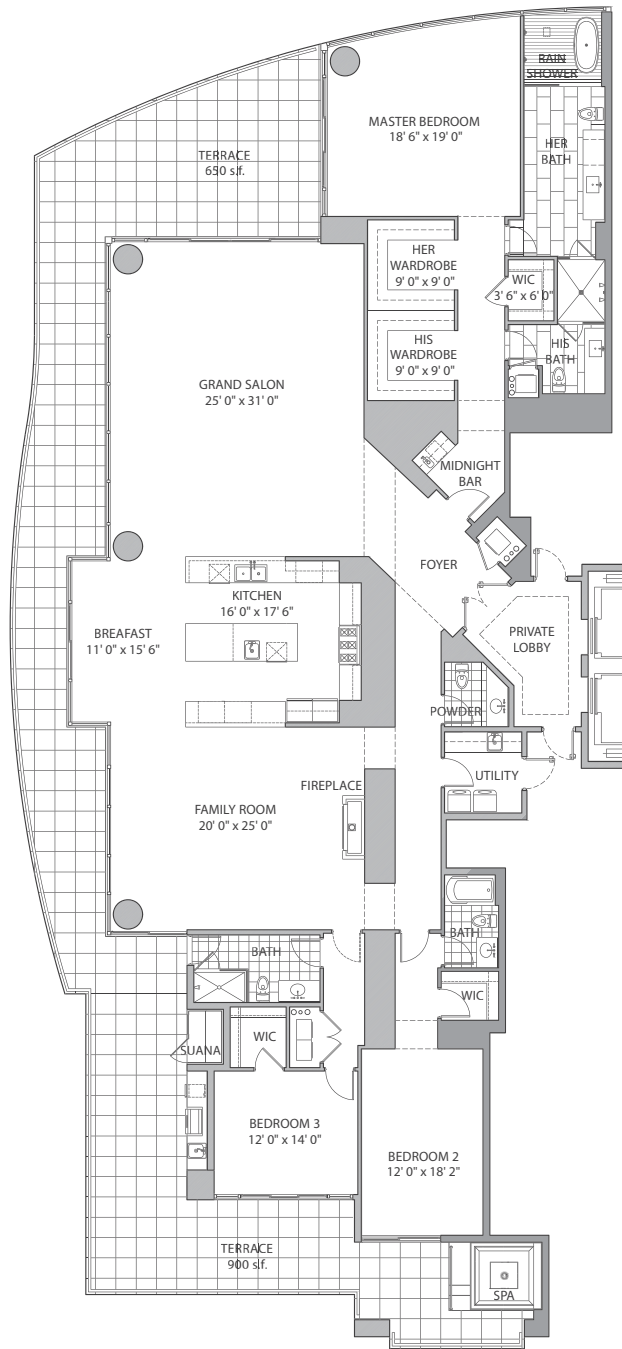 RAIN
SHOWER
MASTER BEDROOM
18' 6" x 19' 0"
HER
BATH
TERRACE
650 s.f.
HER
WARDROBE
9' 0" x 9' 0"
WIC
3' 6" x 6' 0"
HIS
WARDROBE
9' 0" x 9' 0"
HIS
BATH
GRAND SALON
25' 0" x 31' 0"
MIDNIGHT
BAR
FOYER
KITCHEN
16' 0" x 17' 6"
BREFAST
11' 0" x 15' 6"
PRIVATE
LOBBY
POWDER
UTILITY
FIREPLACE
FAMILY ROOM
20' 0" x 25' 0"
BATH
BATH
WIC
SUANA
WIC
BEDROOM 3
12' 0" x 14' 0"
BEDROOM 2
12' 0" x 18' 2"
TERRACE
900 s.f.
SPA